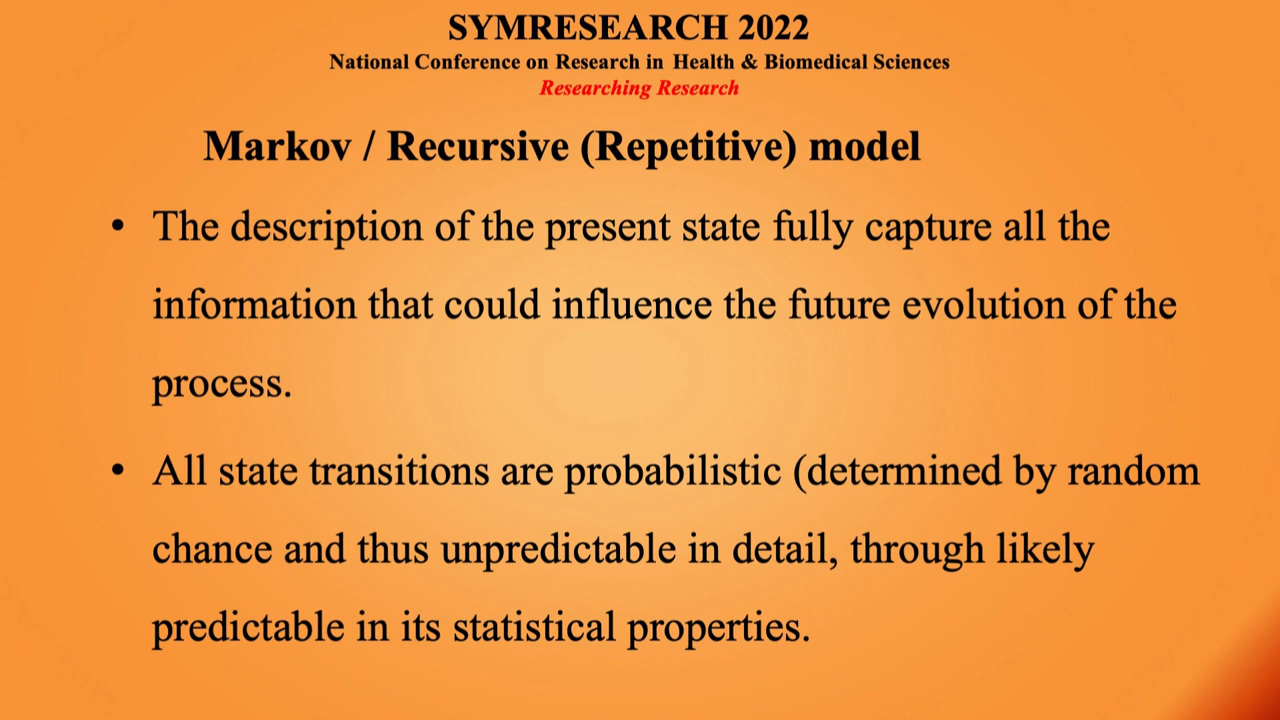 SYMRESEARCH 2022
National Conference on Research in Health & Biomedical Sciences
Researching Research
Markov / Recursive (Repetitive) model
• The description of the present state fully capture all the
information that could influence the future evolution of the
process.
• All state transitions are probabilistic (determined by random
chance and thus unpredictable in detail, through likely
predictable in its statistical properties.